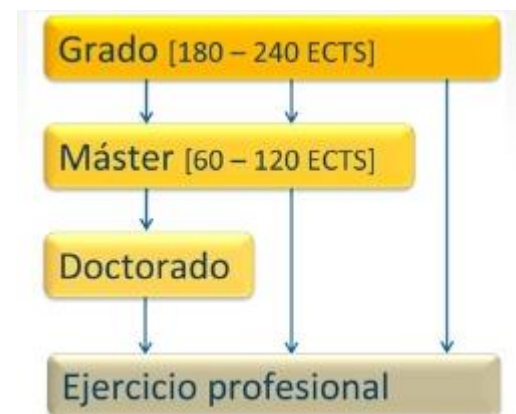 Grado [180 – 240 ECTS]
Máster [60 – 120 ECTS]
Doctorado
Ejercicio profesional